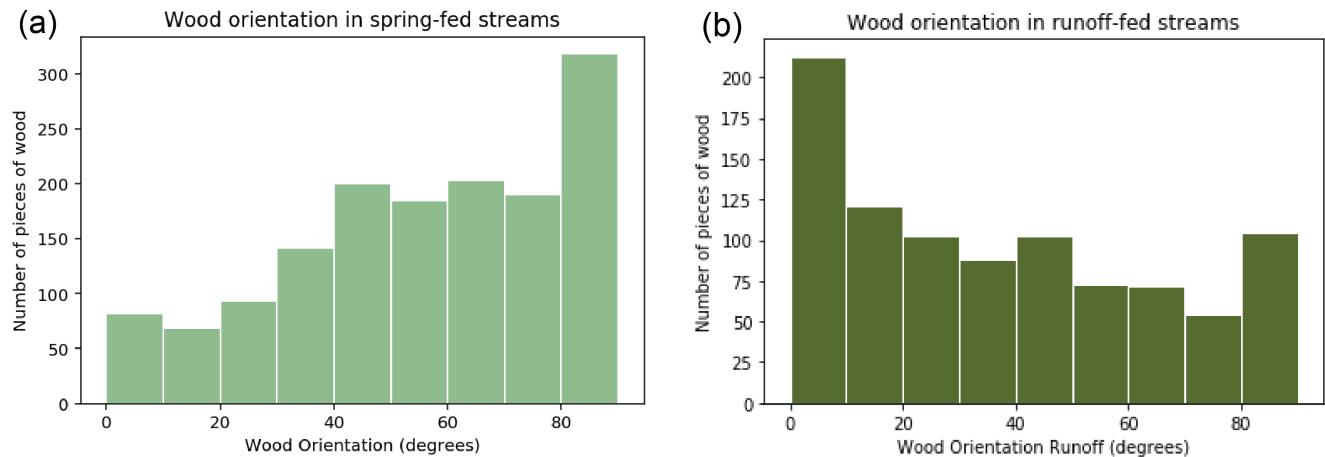 (a)
Wood orientation in spring-fed streams
Number of pieces of wood
300
250
200
150
100
50
0
0 20 40 60 80
Wood Orientation (degrees)
(b)
Wood orientation in runoff-fed streams
Number of pieces of wood
200
175
150
125
100
75
50
25
0
0 20 40 60 80
Wood Orientation Runoff (degrees)